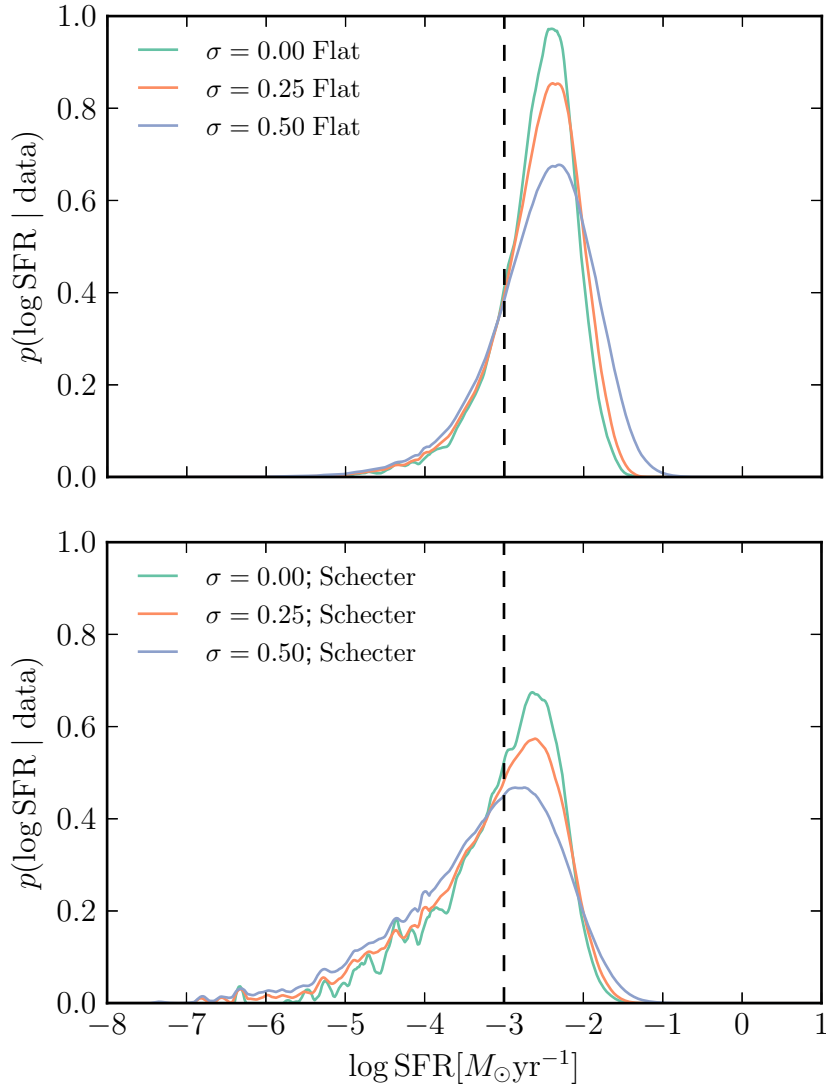 1.0
0.8
0.6
0.4
0.2
0.0
p(log SFR | data)
σ = 0.00 Flat
σ = 0.25 Flat
σ = 0.50 Flat
1.0
0.8
0.6
0.4
0.2
0.0
p(log SFR | data)
σ = 0.00; Schecter
σ = 0.25; Schecter
σ = 0.50; Schecter
−8 −7 −6 −5 −4 −3 −2 −1 0 1
log SFR[M⊙yr⁻¹]